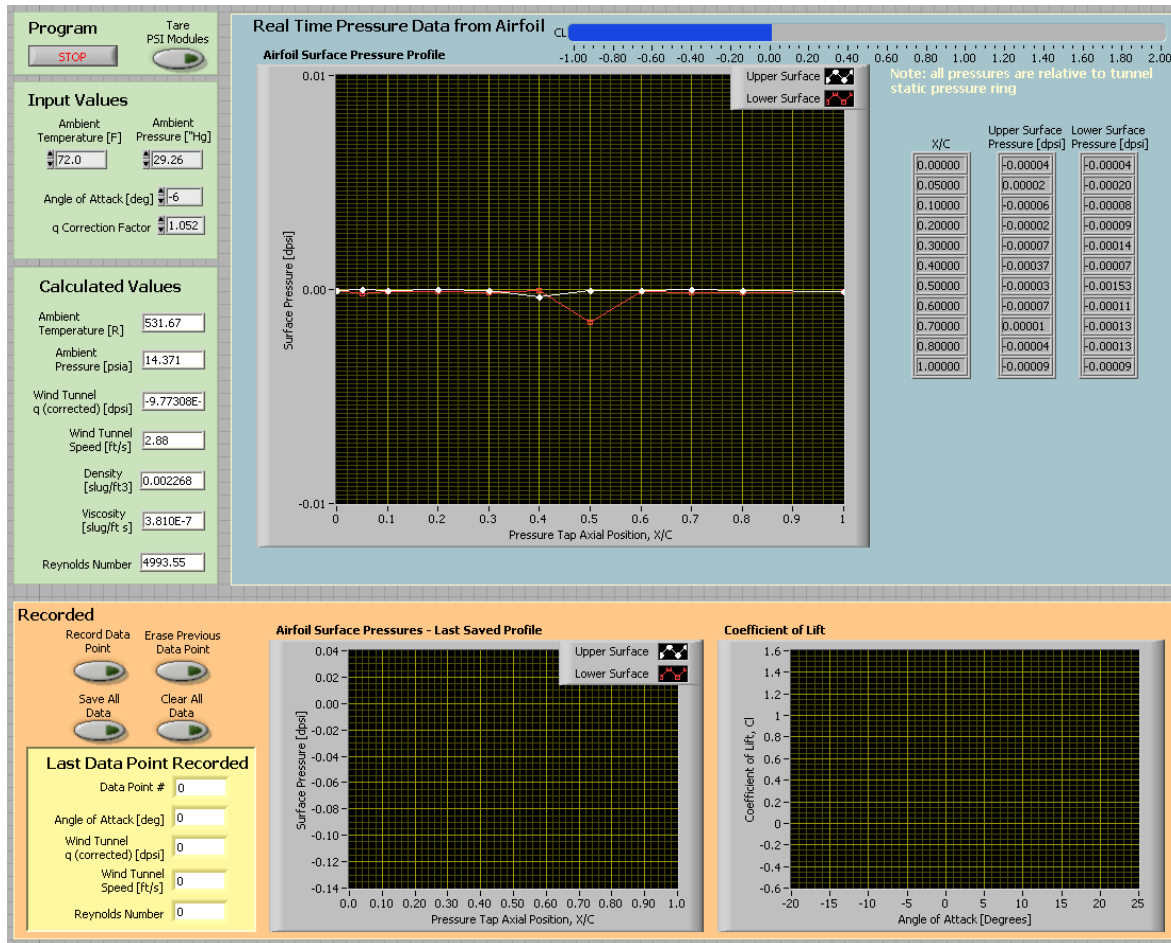 Program
Tare
PSI Modules
STOP
Input Values
Ambient
Temperature [F]
Ambient
Pressure ["Hg]
72.0
29.26
Angle of Attack [deg] -6
q Correction Factor 1.052
Calculated Values
Ambient
Temperature [R] 531.67
Ambient
Pressure [psia] 14.371
Wind Tunnel
q (corrected) [dpsi] -9.77308E-
Wind Tunnel
Speed [ft/s] 2.88
Density
[slug/ft3] 0.002268
Viscosity
[slug/ft s] 3.810E-7
Reynolds Number 4993.55
Real Time Pressure Data from Airfoil
CL
-1.00 -0.80 -0.60 -0.40 -0.20 0.00 0.20 0.40 0.60 0.80 1.00 1.20 1.40 1.60 1.80 2.00
Airfoil Surface Pressure Profile
Upper Surface
Lower Surface
0.01
0.00
-0.01
Surface Pressure [dpsi]
0 0.1 0.2 0.3 0.4 0.5 0.6 0.7 0.8 0.9 1
Pressure Tap Axial Position, X/C
Note: all pressures are relative to tunnel
static pressure ring
X/C
Upper Surface
Pressure [dpsi]
Lower Surface
Pressure [dpsi]
0.00000 -0.00004 -0.00004
0.05000 0.00002 -0.00020
0.10000 -0.00006 -0.00008
0.20000 -0.00002 -0.00009
0.30000 -0.00007 -0.00014
0.40000 -0.00037 -0.00007
0.50000 -0.00003 -0.00153
0.60000 -0.00007 -0.00011
0.70000 0.00001 -0.00013
0.80000 -0.00004 -0.00013
1.00000 -0.00009 -0.00009
Recorded
Record Data
Point
Erase Previous
Data Point
Save All
Data
Clear All
Data
Last Data Point Recorded
Data Point # 0
Angle of Attack [deg] 0
Wind Tunnel
q (corrected) [dpsi] 0
Wind Tunnel
Speed [ft/s] 0
Reynolds Number 0
Airfoil Surface Pressures - Last Saved Profile
Upper Surface
Lower Surface
0.04
0.02
0.00
-0.02
-0.04
-0.06
-0.08
-0.10
-0.12
-0.14
Surface Pressure [dpsi]
0.0 0.10 0.20 0.30 0.40 0.50 0.60 0.70 0.80 0.90 1.0
Pressure Tap Axial Position, X/C
Coefficient of Lift
1.6
1.4
1.2
1
0.8
0.6
0.4
0.2
0
-0.2
-0.4
-0.6
Coefficient of Lift, Cl
-20 -15 -10 -5 0 5 10 15 20 25
Angle of Attack [Degrees]